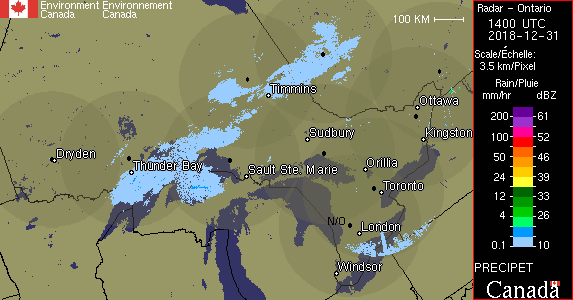 Environment Environnement
Canada Canada
100 KM
Timmins
Ottawa
Sudbury
Kingston
Dryden
Thunder Bay
Sault Ste. Marie
Orillia
Toronto
N/O
London
Windsor
Radar - Ontario
1400 UTC
2018-12-31
Scale/Échelle:
3.5 km/Pixel
Rain/Pluie
mm/hr dBZ
200 61
100 52
50 46
24 39
12 33
4 26
0.1 10
PRECIPET
Canada